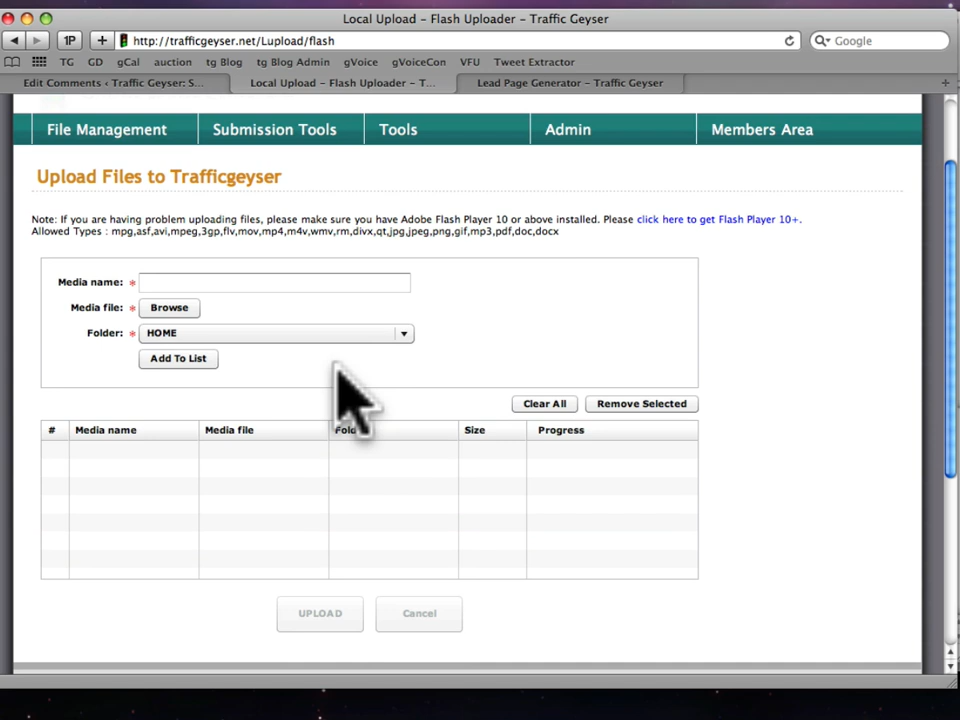 Local Upload – Flash Uploader – Traffic Geyser
1P
+
http://trafficgeyser.net/Lupload/flash
Google
TG GD gCal auction tg Blog tg Blog Admin gVoice gVoiceCon VFU Tweet Extractor
Edit Comments ‹ Traffic Geyser: S... Local Upload – Flash Uploader – T... Lead Page Generator – Traffic Geyser +
File Management Submission Tools Tools Admin Members Area
Upload Files to Trafficgeyser
Note: If you are having problem uploading files, please make sure you have Adobe Flash Player 10 or above installed. Please click here to get Flash Player 10+.
Allowed Types : mpg,asf,avi,mpeg,3gp,flv,mov,mp4,m4v,wmv,rm,divx,qt,jpg,jpeg,png,gif,mp3,pdf,doc,docx
Media name: *
Media file: * Browse
Folder: * HOME
Add To List
Clear All Remove Selected
# Media name Media file Size Progress
UPLOAD Cancel